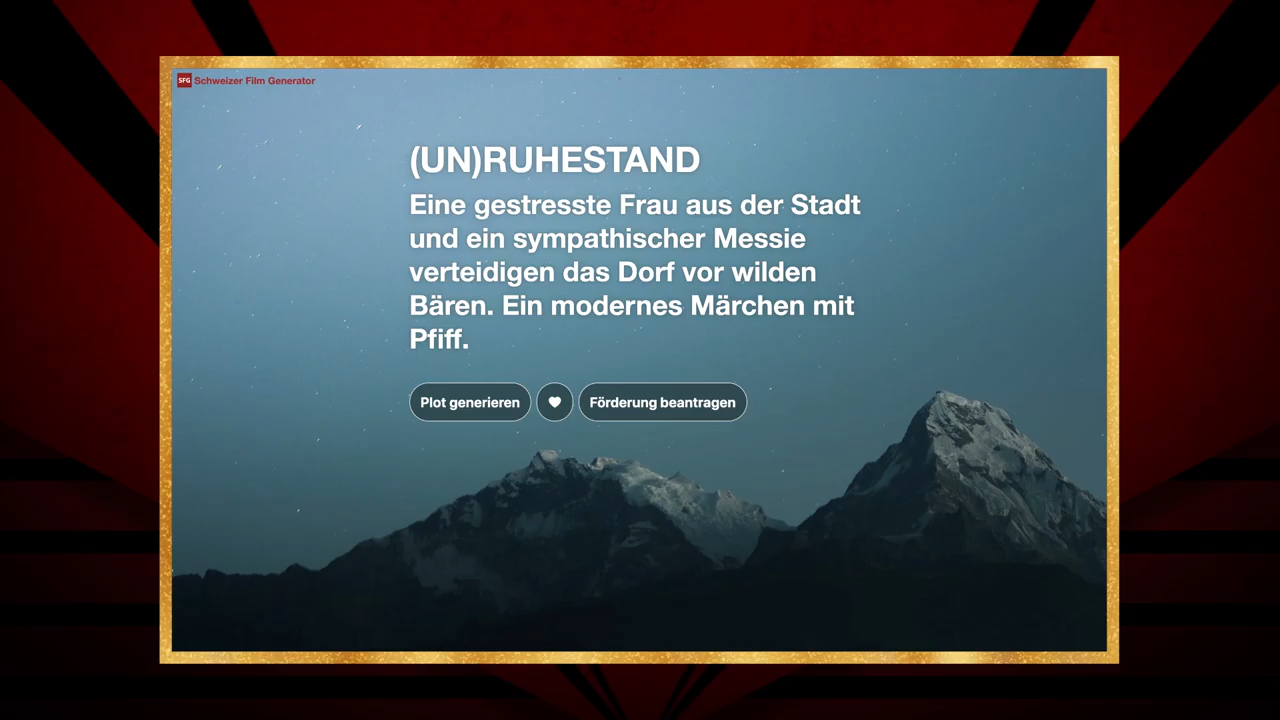 SFG Schweizer Film Generator
(UN)RUHESTAND
Eine gestresste Frau aus der Stadt
und ein sympathischer Messie
verteidigen das Dorf vor wilden
Bären. Ein modernes Märchen mit
Pfiff.
Plot generieren
Förderung beantragen